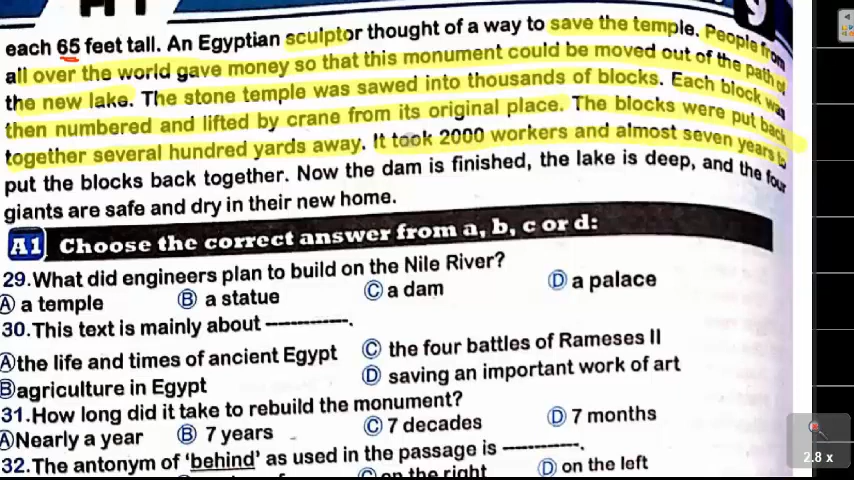 9
each 65 feet tall. An Egyptian sculptor thought of a way to save the temple. People from
all over the world gave money so that this monument could be moved out of the path of
the new lake. The stone temple was sawed into thousands of blocks. Each block was
then numbered and lifted by crane from its original place. The blocks were put back
together several hundred yards away. It took 2000 workers and almost seven years to
put the blocks back together. Now the dam is finished, the lake is deep, and the four
giants are safe and dry in their new home.
A1 Choose the correct answer from a, b, c or d:
29.What did engineers plan to build on the Nile River?
A a temple B a statue C a dam D a palace
30.This text is mainly about ------------.
A the life and times of ancient Egypt C the four battles of Rameses II
B agriculture in Egypt D saving an important work of art
31.How long did it take to rebuild the monument?
A Nearly a year B 7 years C 7 decades D 7 months
32.The antonym of 'behind' as used in the passage is ------------.
C on the right D on the left
2.8 x